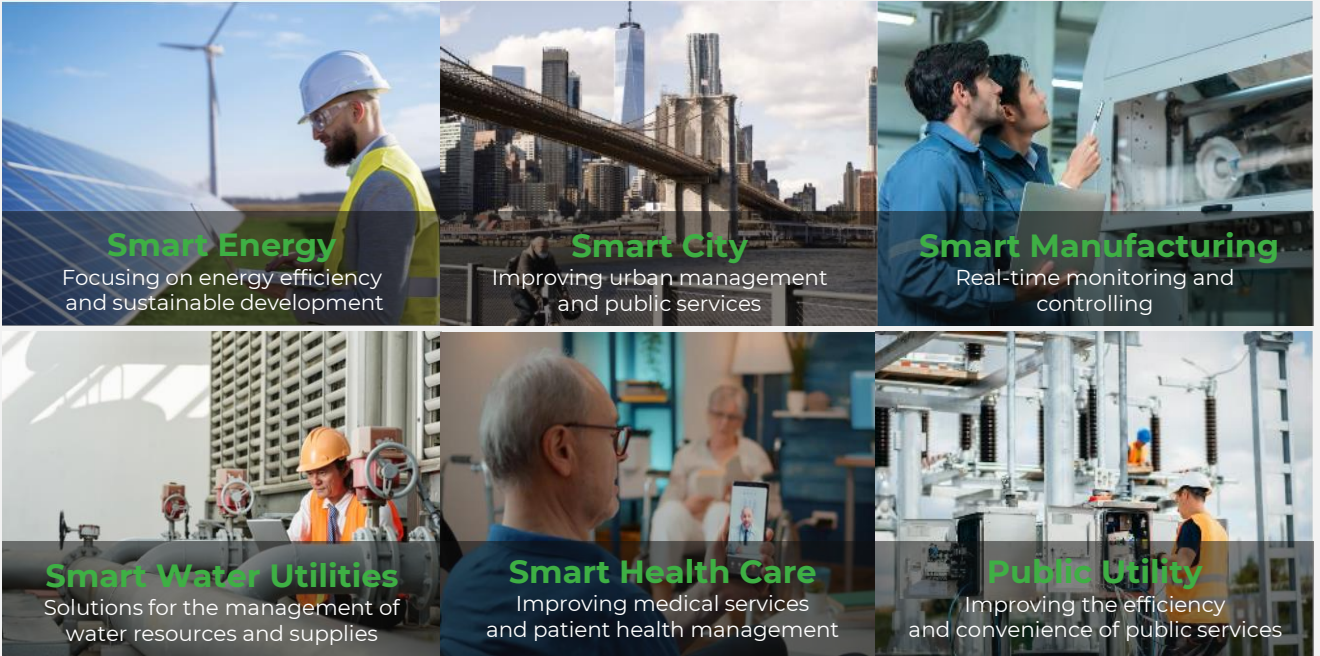 Smart Energy
Focusing on energy efficiency
and sustainable development
Smart City
Improving urban management
and public services
Smart Manufacturing
Real-time monitoring and
controlling
Smart Water Utilities
Solutions for the management of
water resources and supplies
Smart Health Care
Improving medical services
and patient health management
Public Utility
Improving the efficiency
and convenience of public services